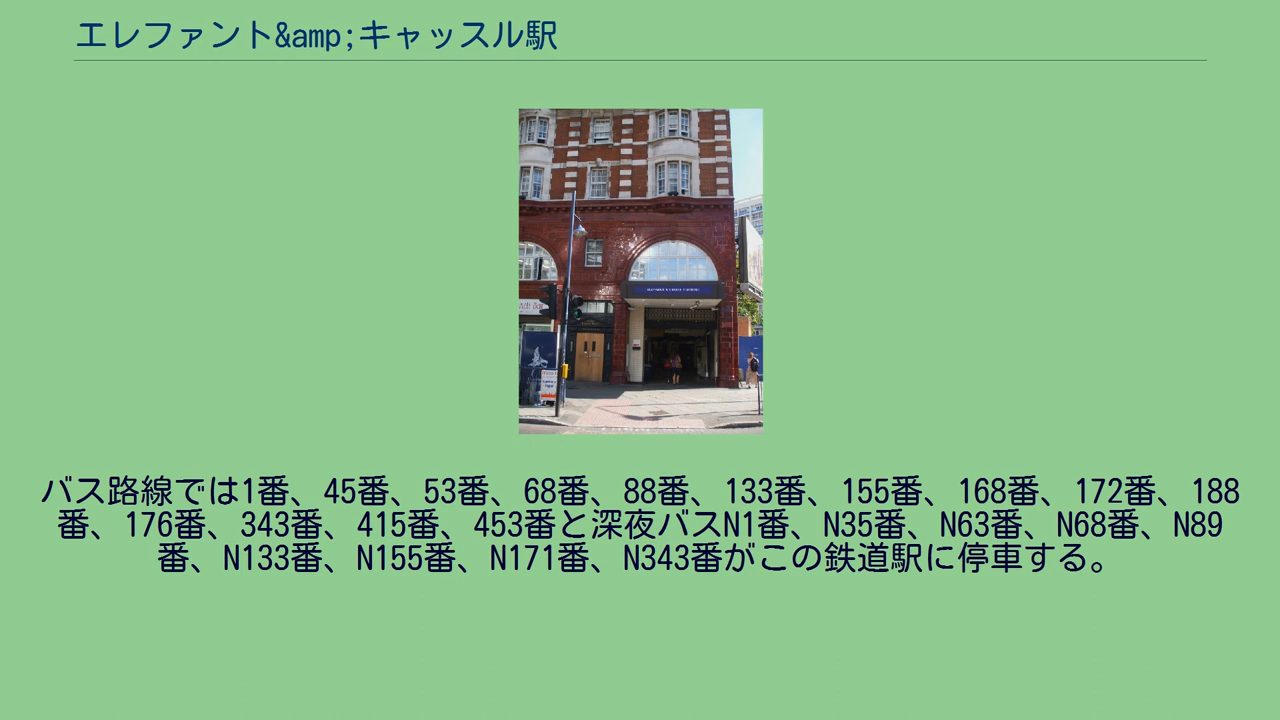 エレファント&amp;キャッスル駅
バス路線では1番、45番、53番、68番、88番、133番、155番、168番、172番、188
番、176番、343番、415番、453番と深夜バスN1番、N35番、N63番、N68番、N89
番、N133番、N155番、N171番、N343番がこの鉄道駅に停車する。